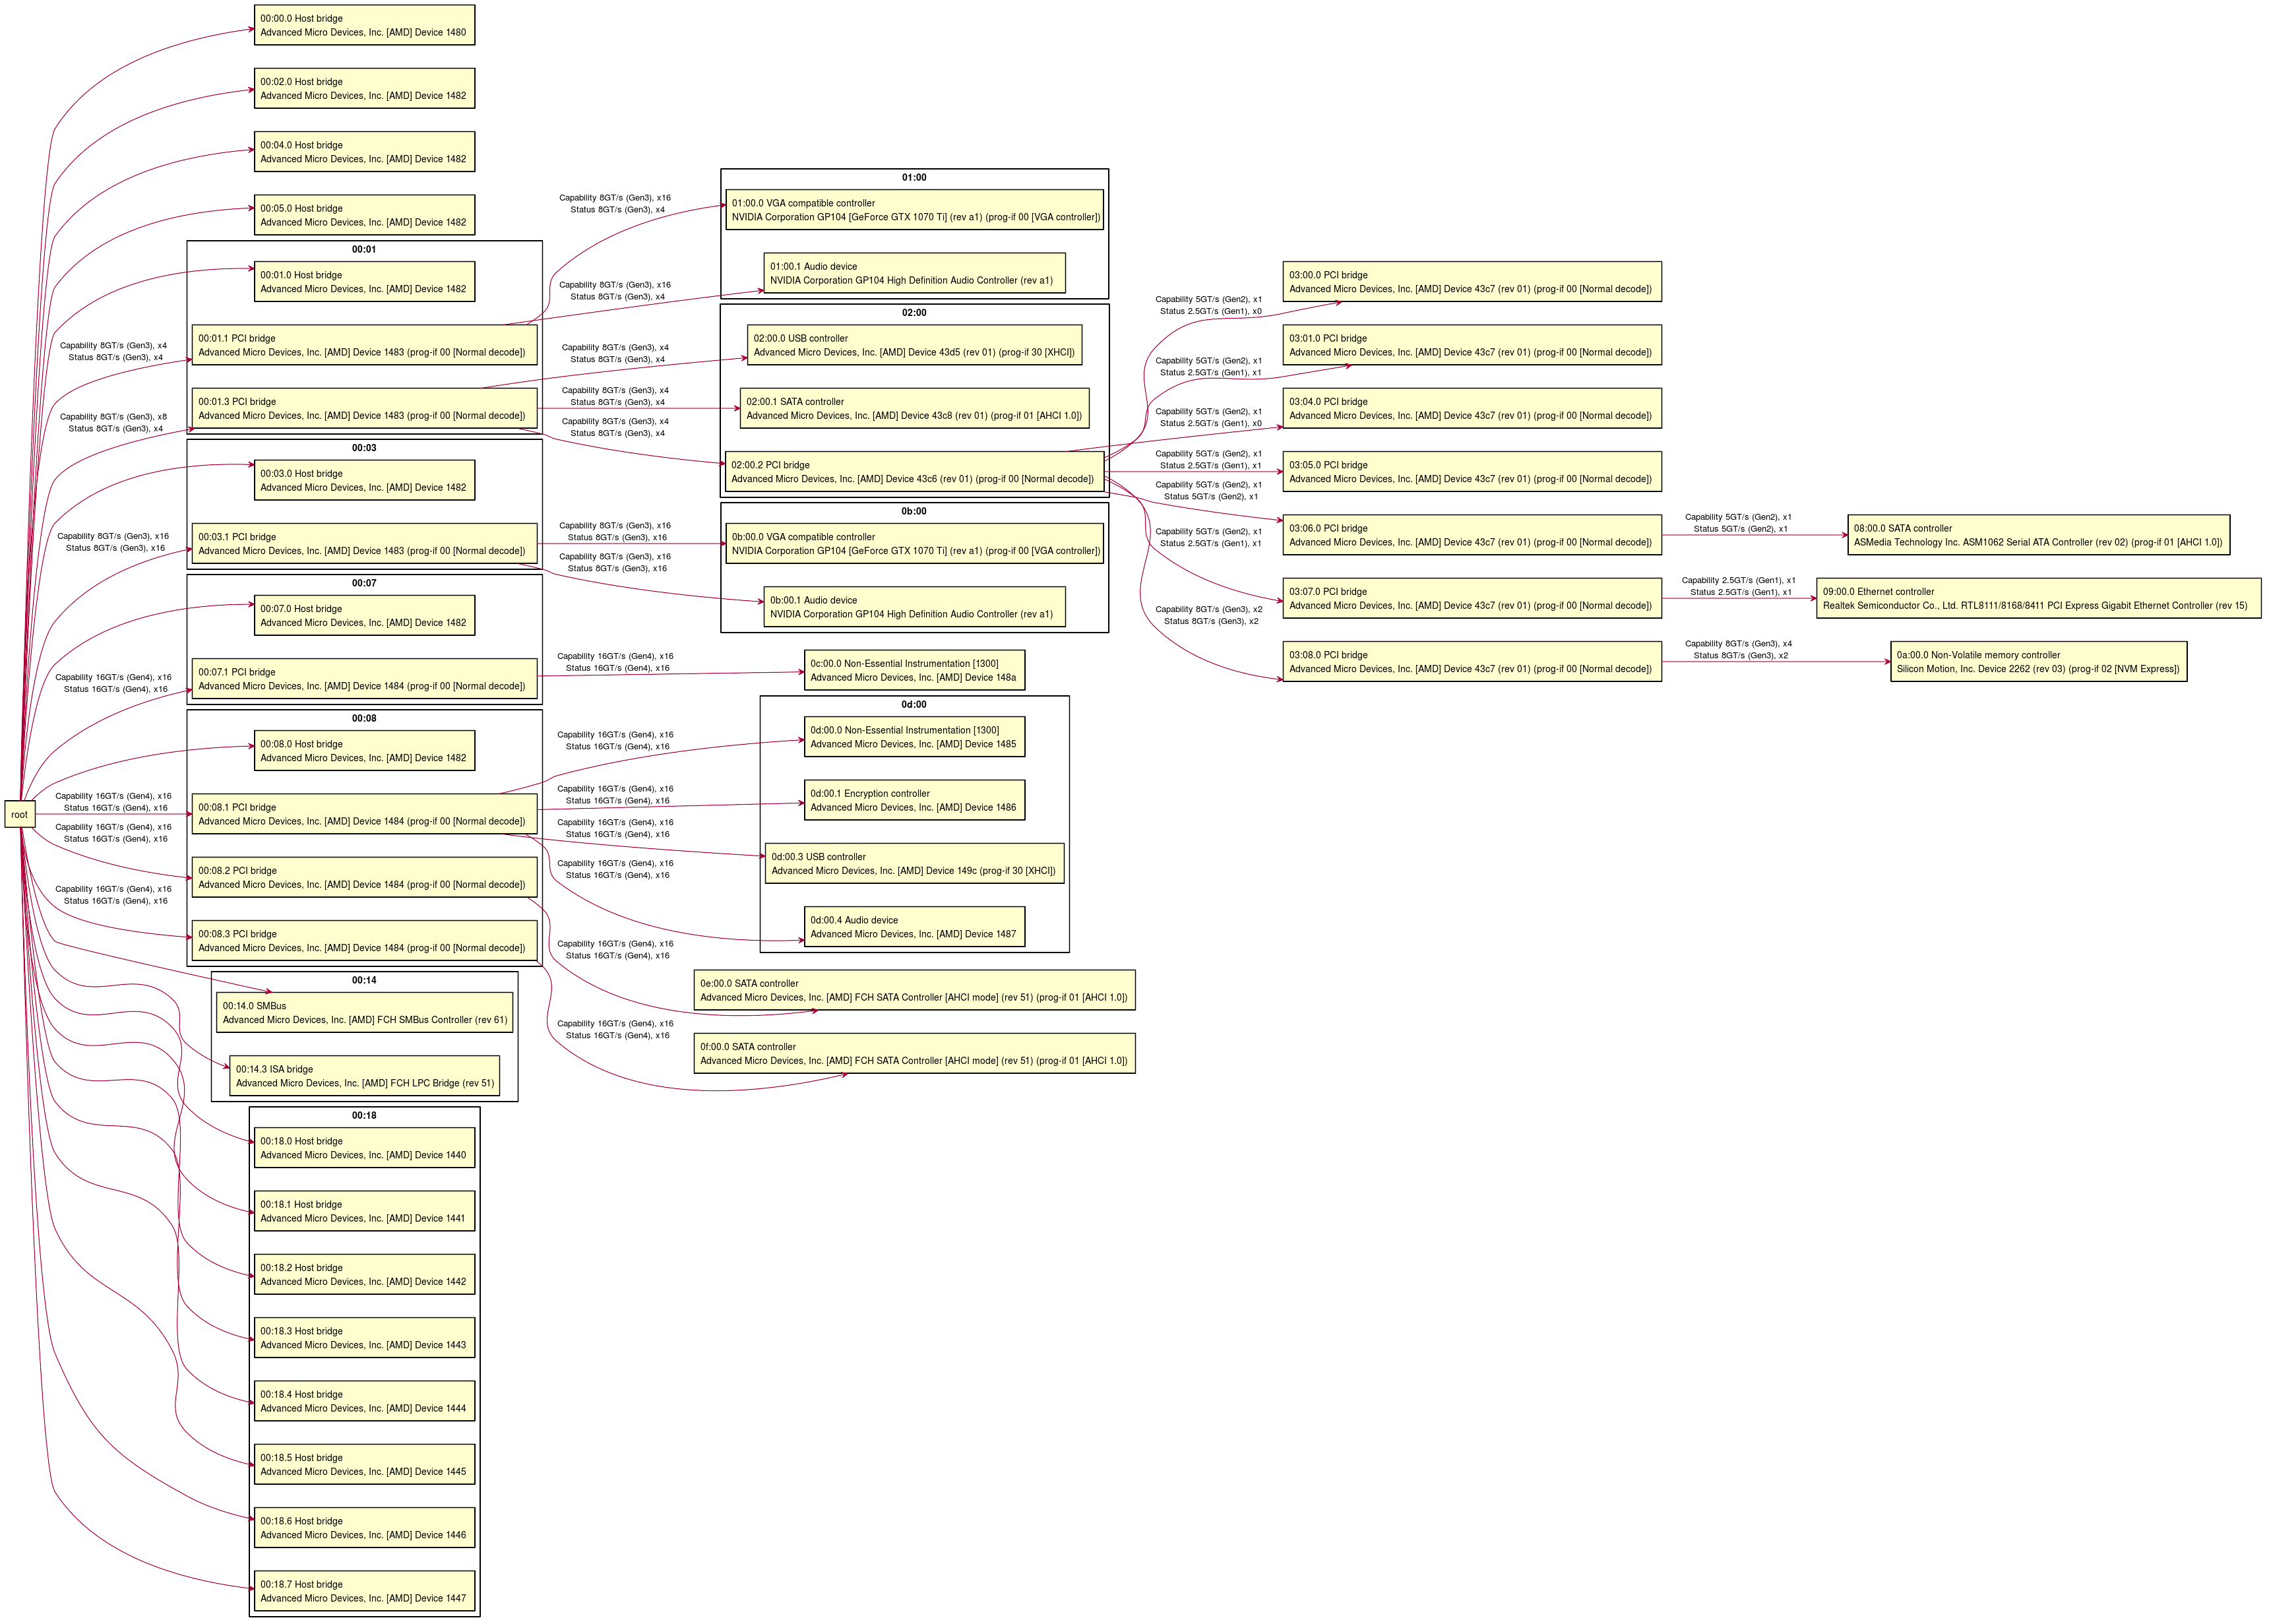 root
00:00.0 Host bridge
Advanced Micro Devices, Inc. [AMD] Device 1480
00:02.0 Host bridge
Advanced Micro Devices, Inc. [AMD] Device 1482
00:04.0 Host bridge
Advanced Micro Devices, Inc. [AMD] Device 1482
00:05.0 Host bridge
Advanced Micro Devices, Inc. [AMD] Device 1482
00:01
00:01.0 Host bridge
Advanced Micro Devices, Inc. [AMD] Device 1482
Capability 8GT/s (Gen3), x4
Status 8GT/s (Gen3), x4
00:01.1 PCI bridge
Advanced Micro Devices, Inc. [AMD] Device 1483 (prog-if 00 [Normal decode])
Capability 8GT/s (Gen3), x8
Status 8GT/s (Gen3), x4
00:01.3 PCI bridge
Advanced Micro Devices, Inc. [AMD] Device 1483 (prog-if 00 [Normal decode])
00:03
00:03.0 Host bridge
Advanced Micro Devices, Inc. [AMD] Device 1482
Capability 8GT/s (Gen3), x16
Status 8GT/s (Gen3), x16
00:03.1 PCI bridge
Advanced Micro Devices, Inc. [AMD] Device 1483 (prog-if 00 [Normal decode])
00:07
00:07.0 Host bridge
Advanced Micro Devices, Inc. [AMD] Device 1482
Capability 16GT/s (Gen4), x16
Status 16GT/s (Gen4), x16
00:07.1 PCI bridge
Advanced Micro Devices, Inc. [AMD] Device 1484 (prog-if 00 [Normal decode])
00:08
00:08.0 Host bridge
Advanced Micro Devices, Inc. [AMD] Device 1482
Capability 16GT/s (Gen4), x16
Status 16GT/s (Gen4), x16
00:08.1 PCI bridge
Advanced Micro Devices, Inc. [AMD] Device 1484 (prog-if 00 [Normal decode])
Capability 16GT/s (Gen4), x16
Status 16GT/s (Gen4), x16
00:08.2 PCI bridge
Advanced Micro Devices, Inc. [AMD] Device 1484 (prog-if 00 [Normal decode])
Capability 16GT/s (Gen4), x16
Status 16GT/s (Gen4), x16
00:08.3 PCI bridge
Advanced Micro Devices, Inc. [AMD] Device 1484 (prog-if 00 [Normal decode])
00:14
00:14.0 SMBus
Advanced Micro Devices, Inc. [AMD] FCH SMBus Controller (rev 61)
00:14.3 ISA bridge
Advanced Micro Devices, Inc. [AMD] FCH LPC Bridge (rev 51)
00:18
00:18.0 Host bridge
Advanced Micro Devices, Inc. [AMD] Device 1440
00:18.1 Host bridge
Advanced Micro Devices, Inc. [AMD] Device 1441
00:18.2 Host bridge
Advanced Micro Devices, Inc. [AMD] Device 1442
00:18.3 Host bridge
Advanced Micro Devices, Inc. [AMD] Device 1443
00:18.4 Host bridge
Advanced Micro Devices, Inc. [AMD] Device 1444
00:18.5 Host bridge
Advanced Micro Devices, Inc. [AMD] Device 1445
00:18.6 Host bridge
Advanced Micro Devices, Inc. [AMD] Device 1446
00:18.7 Host bridge
Advanced Micro Devices, Inc. [AMD] Device 1447
01:00
Capability 8GT/s (Gen3), x16
Status 8GT/s (Gen3), x4
01:00.0 VGA compatible controller
NVIDIA Corporation GP104 [GeForce GTX 1070 Ti] (rev a1) (prog-if 00 [VGA controller])
Capability 8GT/s (Gen3), x16
Status 8GT/s (Gen3), x4
01:00.1 Audio device
NVIDIA Corporation GP104 High Definition Audio Controller (rev a1)
02:00
Capability 8GT/s (Gen3), x4
Status 8GT/s (Gen3), x4
02:00.0 USB controller
Advanced Micro Devices, Inc. [AMD] Device 43d5 (rev 01) (prog-if 30 [XHCI])
Capability 8GT/s (Gen3), x4
Status 8GT/s (Gen3), x4
02:00.1 SATA controller
Advanced Micro Devices, Inc. [AMD] Device 43c8 (rev 01) (prog-if 01 [AHCI 1.0])
Capability 8GT/s (Gen3), x4
Status 8GT/s (Gen3), x4
02:00.2 PCI bridge
Advanced Micro Devices, Inc. [AMD] Device 43c6 (rev 01) (prog-if 00 [Normal decode])
0b:00
Capability 8GT/s (Gen3), x16
Status 8GT/s (Gen3), x16
0b:00.0 VGA compatible controller
NVIDIA Corporation GP104 [GeForce GTX 1070 Ti] (rev a1) (prog-if 00 [VGA controller])
Capability 8GT/s (Gen3), x16
Status 8GT/s (Gen3), x16
0b:00.1 Audio device
NVIDIA Corporation GP104 High Definition Audio Controller (rev a1)
Capability 16GT/s (Gen4), x16
Status 16GT/s (Gen4), x16
0c:00.0 Non-Essential Instrumentation [1300]
Advanced Micro Devices, Inc. [AMD] Device 148a
0d:00
Capability 16GT/s (Gen4), x16
Status 16GT/s (Gen4), x16
0d:00.0 Non-Essential Instrumentation [1300]
Advanced Micro Devices, Inc. [AMD] Device 1485
Capability 16GT/s (Gen4), x16
Status 16GT/s (Gen4), x16
0d:00.1 Encryption controller
Advanced Micro Devices, Inc. [AMD] Device 1486
Capability 16GT/s (Gen4), x16
Status 16GT/s (Gen4), x16
0d:00.3 USB controller
Advanced Micro Devices, Inc. [AMD] Device 149c (prog-if 30 [XHCI])
Capability 16GT/s (Gen4), x16
Status 16GT/s (Gen4), x16
0d:00.4 Audio device
Advanced Micro Devices, Inc. [AMD] Device 1487
Capability 16GT/s (Gen4), x16
Status 16GT/s (Gen4), x16
0e:00.0 SATA controller
Advanced Micro Devices, Inc. [AMD] FCH SATA Controller [AHCI mode] (rev 51) (prog-if 01 [AHCI 1.0])
Capability 16GT/s (Gen4), x16
Status 16GT/s (Gen4), x16
0f:00.0 SATA controller
Advanced Micro Devices, Inc. [AMD] FCH SATA Controller [AHCI mode] (rev 51) (prog-if 01 [AHCI 1.0])
Capability 5GT/s (Gen2), x1
Status 2.5GT/s (Gen1), x0
03:00.0 PCI bridge
Advanced Micro Devices, Inc. [AMD] Device 43c7 (rev 01) (prog-if 00 [Normal decode])
Capability 5GT/s (Gen2), x1
Status 2.5GT/s (Gen1), x1
03:01.0 PCI bridge
Advanced Micro Devices, Inc. [AMD] Device 43c7 (rev 01) (prog-if 00 [Normal decode])
Capability 5GT/s (Gen2), x1
Status 2.5GT/s (Gen1), x0
03:04.0 PCI bridge
Advanced Micro Devices, Inc. [AMD] Device 43c7 (rev 01) (prog-if 00 [Normal decode])
Capability 5GT/s (Gen2), x1
Status 2.5GT/s (Gen1), x1
03:05.0 PCI bridge
Advanced Micro Devices, Inc. [AMD] Device 43c7 (rev 01) (prog-if 00 [Normal decode])
Capability 5GT/s (Gen2), x1
Status 5GT/s (Gen2), x1
03:06.0 PCI bridge
Advanced Micro Devices, Inc. [AMD] Device 43c7 (rev 01) (prog-if 00 [Normal decode])
Capability 5GT/s (Gen2), x1
Status 2.5GT/s (Gen1), x1
03:07.0 PCI bridge
Advanced Micro Devices, Inc. [AMD] Device 43c7 (rev 01) (prog-if 00 [Normal decode])
Capability 8GT/s (Gen3), x2
Status 8GT/s (Gen3), x2
03:08.0 PCI bridge
Advanced Micro Devices, Inc. [AMD] Device 43c7 (rev 01) (prog-if 00 [Normal decode])
Capability 5GT/s (Gen2), x1
Status 5GT/s (Gen2), x1
08:00.0 SATA controller
ASMedia Technology Inc. ASM1062 Serial ATA Controller (rev 02) (prog-if 01 [AHCI 1.0])
Capability 2.5GT/s (Gen1), x1
Status 2.5GT/s (Gen1), x1
09:00.0 Ethernet controller
Realtek Semiconductor Co., Ltd. RTL8111/8168/8411 PCI Express Gigabit Ethernet Controller (rev 15)
Capability 8GT/s (Gen3), x4
Status 8GT/s (Gen3), x2
0a:00.0 Non-Volatile memory controller
Silicon Motion, Inc. Device 2262 (rev 03) (prog-if 02 [NVM Express])